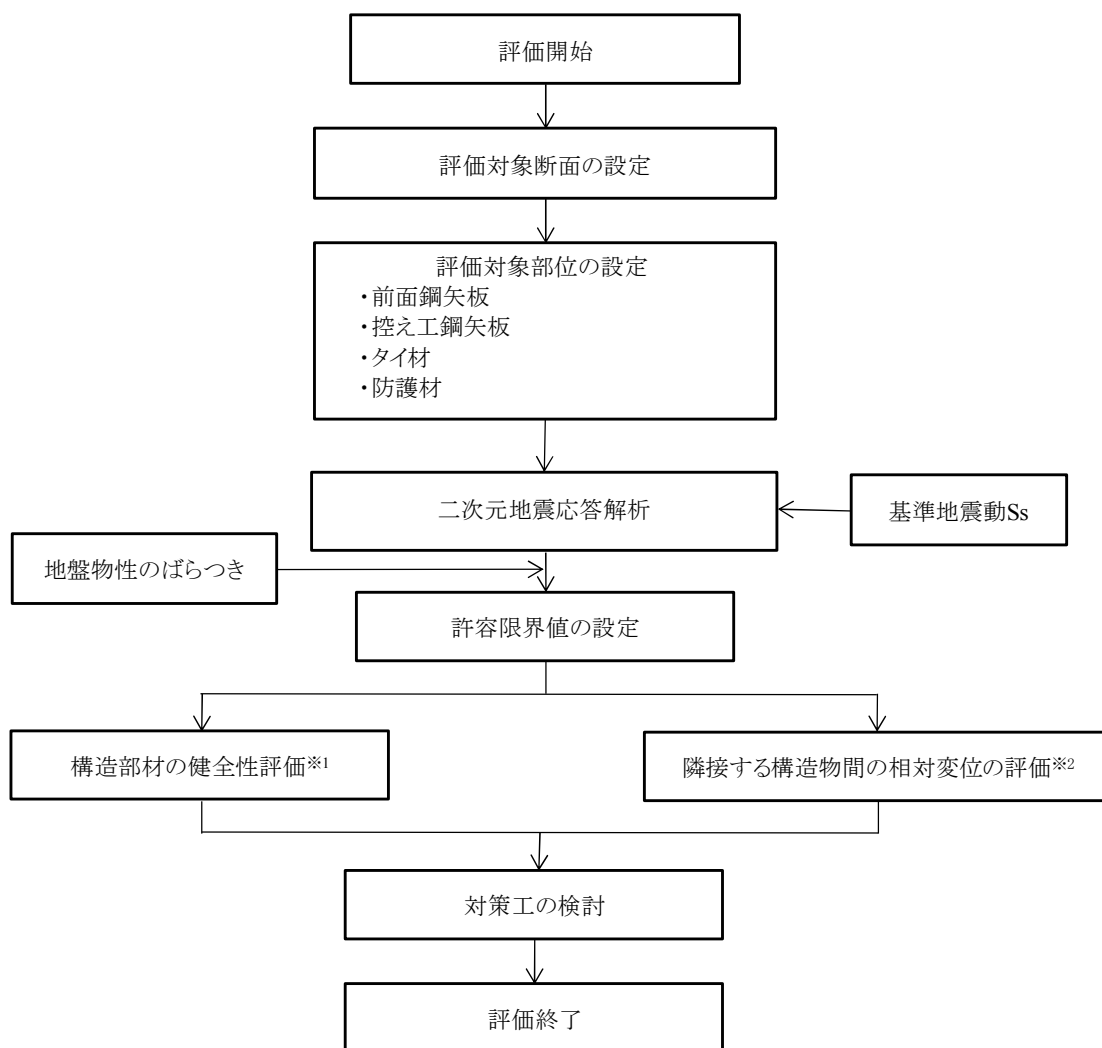 評価開始
評価対象断面の設定
評価対象部位の設定
・前面鋼矢板
・控え工鋼矢板
・タイ材
・防護材
二次元地震応答解析
基準地震動Ss
地盤物性のばらつき
許容限界値の設定
構造部材の健全性評価※1
隣接する構造物間の相対変位の評価※2
対策工の検討
評価終了